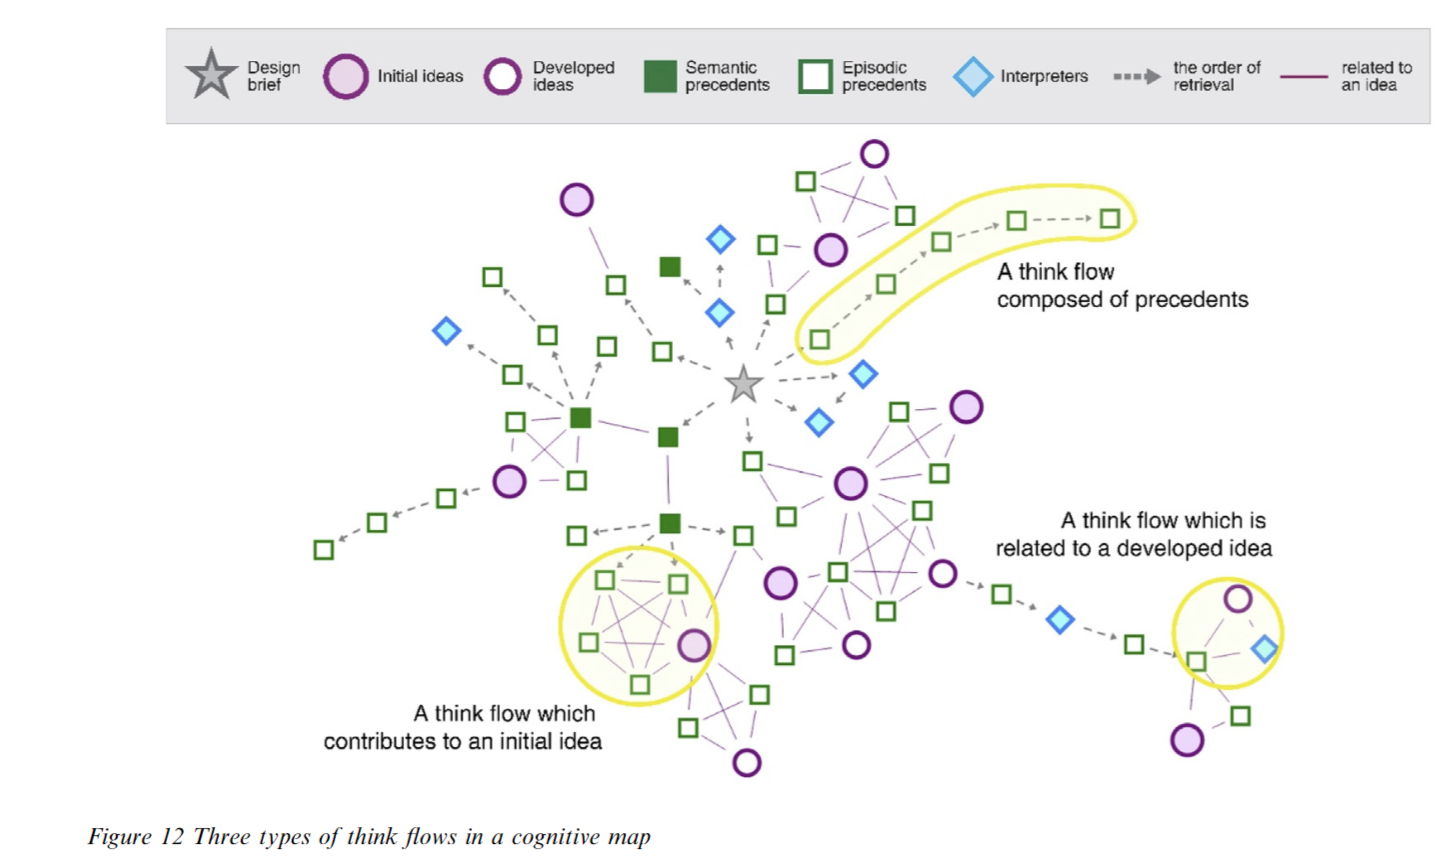 Design
brief
Initial ideas
Developed
ideas
Semantic
precedents
Episodic
precedents
Interpreters
the order of
retrieval
related to
an idea
A think flow
composed of precedents
A think flow which is
related to a developed idea
A think flow which
contributes to an initial idea
Figure 12 Three types of think flows in a cognitive map